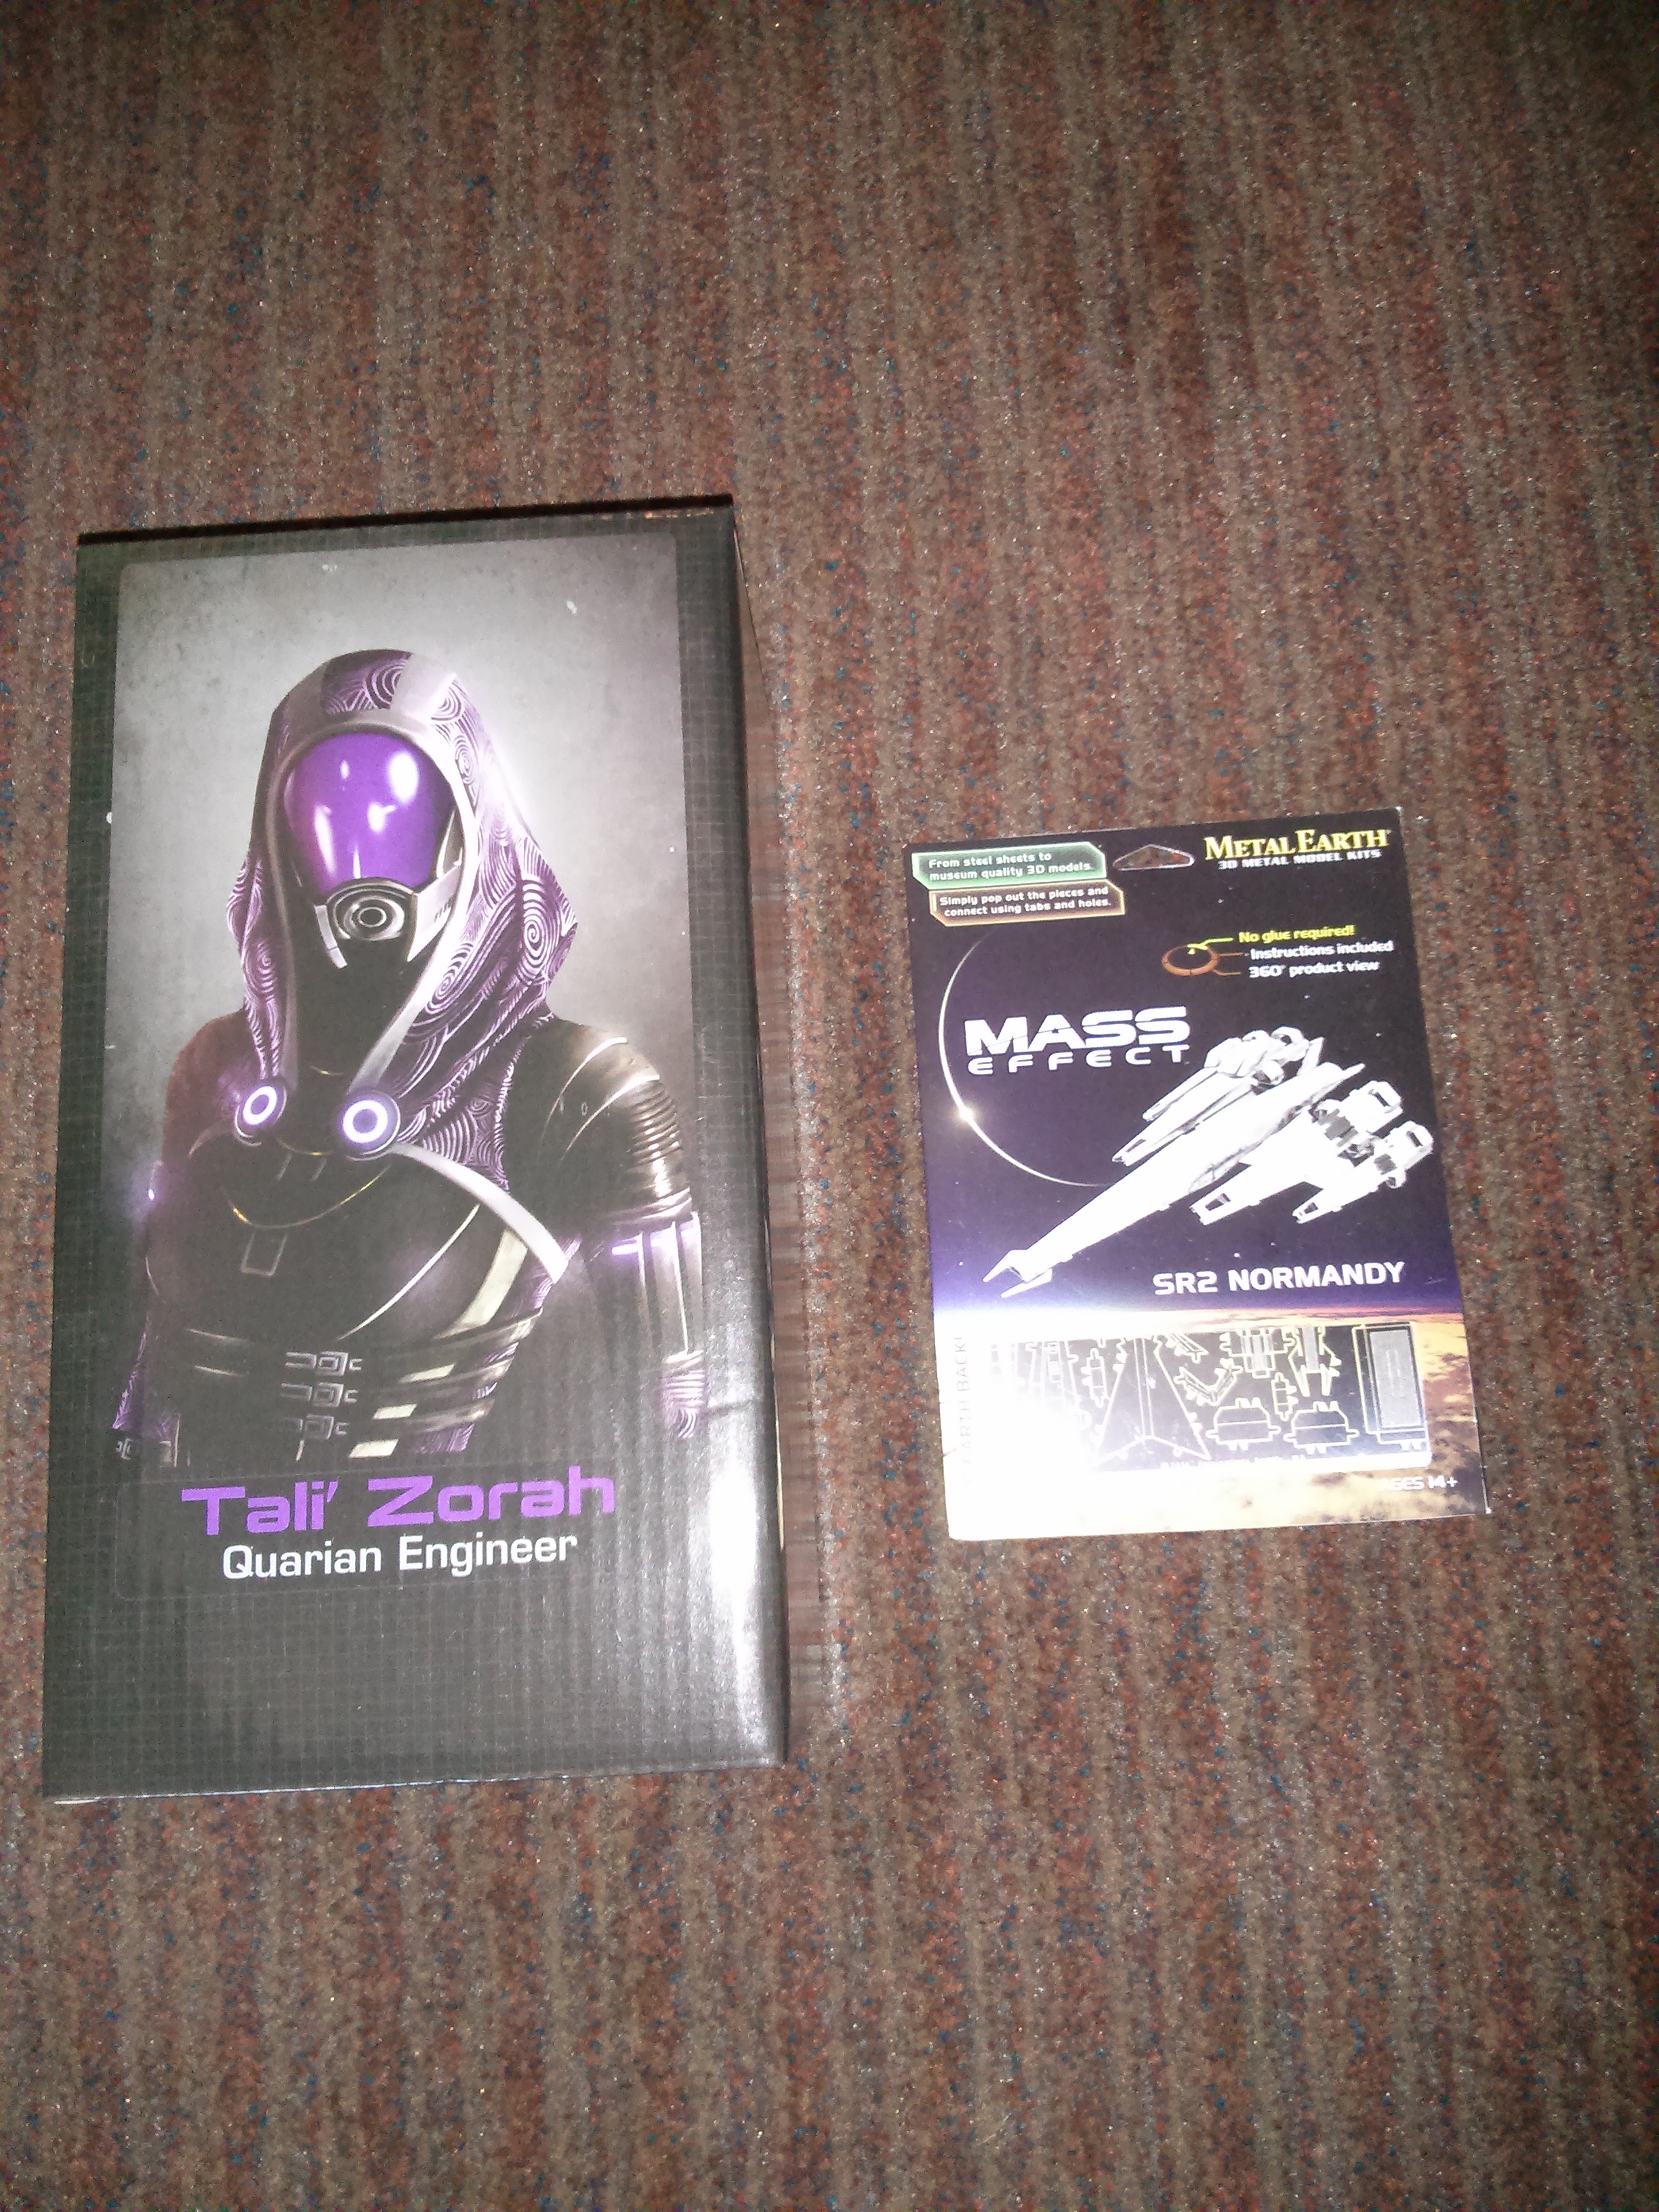 Tali' Zorah
Quarian Engineer
From steel sheets to
museum quality 3D models.
Simply pop out the pieces and
connect using tabs and holes.
METAL EARTH®
3D METAL MODEL KITS
No glue required!
Instructions included
360° product view
MASS
EFFECT
SR2 NORMANDY
AGES 14+